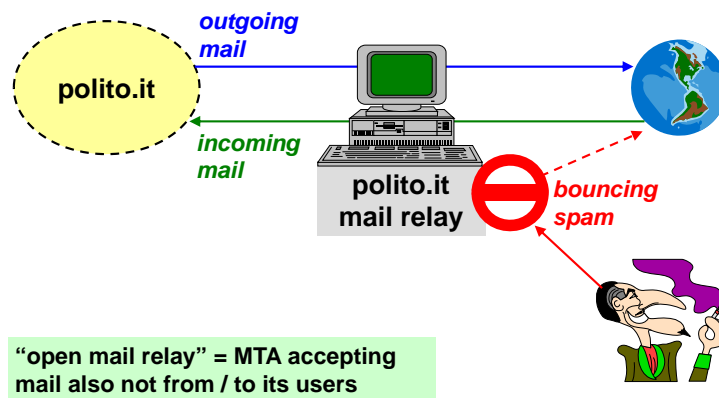 outgoing
mail
polito.it
incoming
mail
polito.it
mail relay
bouncing
spam
“open mail relay” = MTA accepting
mail also not from / to its users